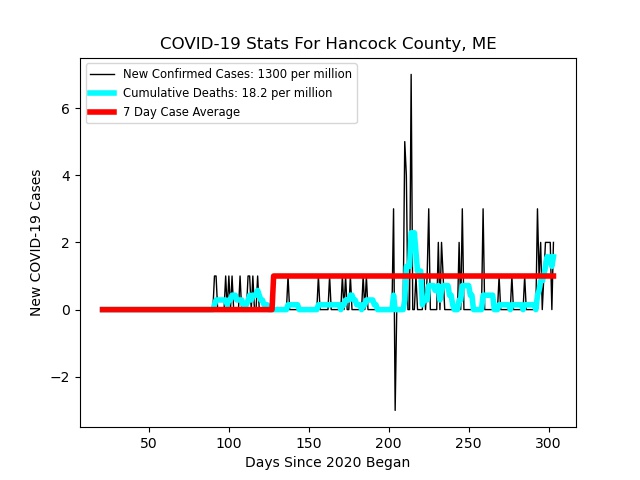 COVID-19 Stats For Hancock County, ME
New Confirmed Cases: 1300 per million
Cumulative Deaths: 18.2 per million
7 Day Case Average
New COVID-19 Cases
6
4
2
0
−2
50 100 150 200 250 300
Days Since 2020 Began